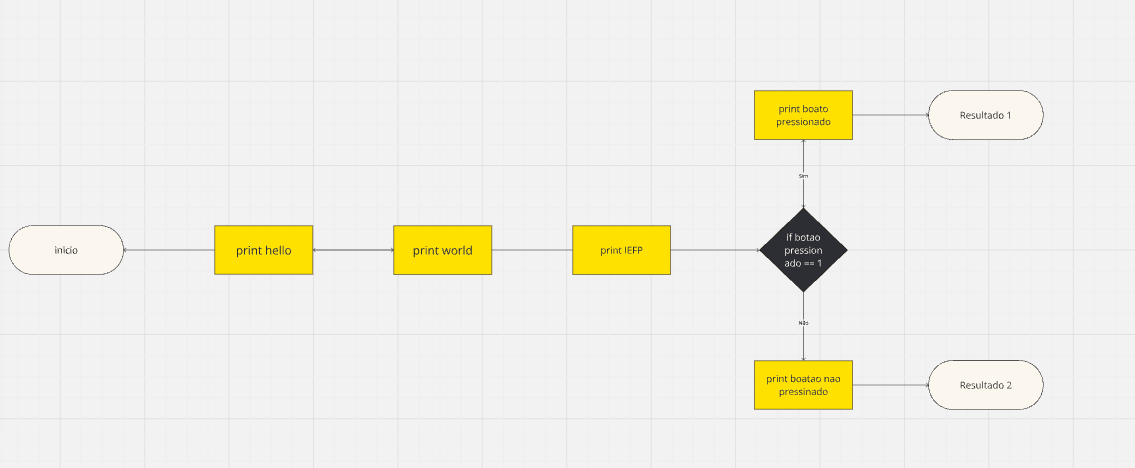 inicio
print hello
print world
print IEFP
if botao
pression
ado == 1
Sim
print boato
pressionado
Resultado 1
Não
print boatao nao
pressinado
Resultado 2